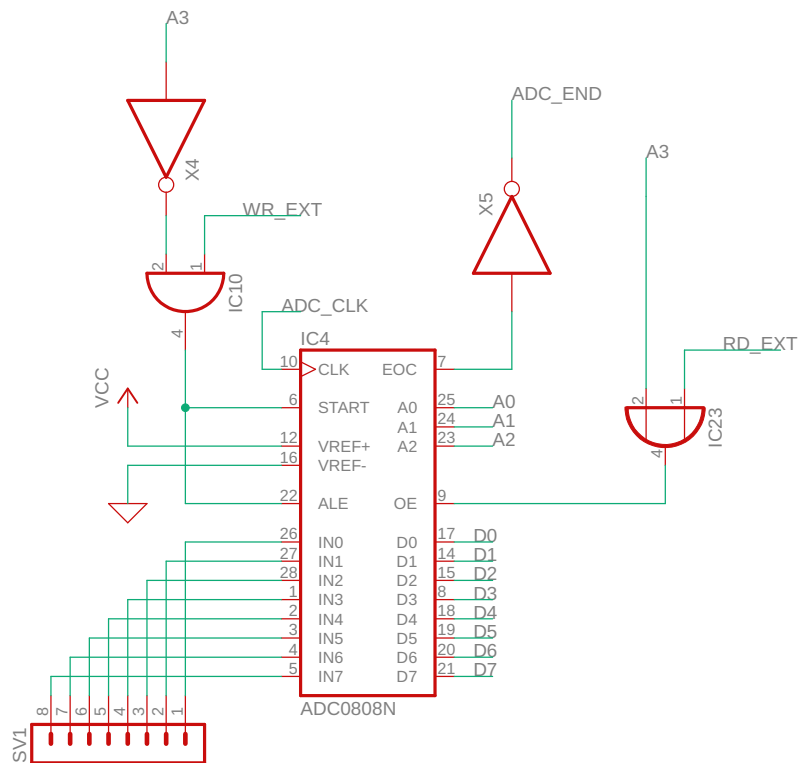 A3
X4
WR_EXT
2
1
IC10
4
ADC_CLK
ADC_END
X5
A3
RD_EXT
2
1
IC23
4
VCC
IC4
10 CLK EOC 7
6 START A0 25 A0
A1 24 A1
12 VREF+ A2 23 A2
16 VREF-
22 ALE OE 9
26 IN0 D0 17 D0
27 IN1 D1 14 D1
28 IN2 D2 15 D2
1 IN3 D3 8 D3
2 IN4 D4 18 D4
3 IN5 D5 19 D5
4 IN6 D6 20 D6
5 IN7 D7 21 D7
ADC0808N
8 7 6 5 4 3 2 1
SV1